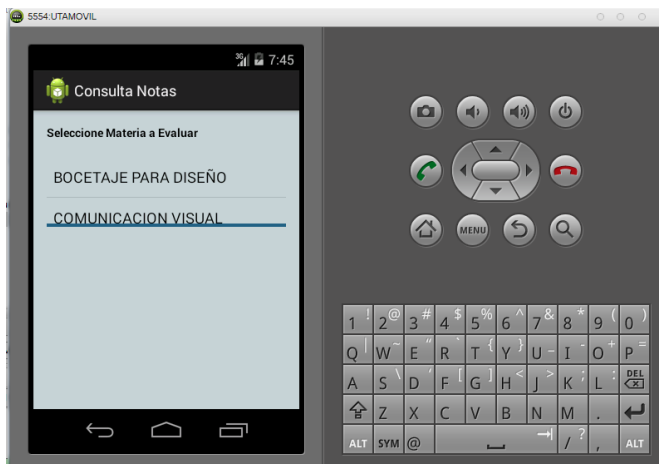 5554:UTAMOVIL
3G 7:45
Consulta Notas
Seleccione Materia a Evaluar
BOCETAJE PARA DISEÑO
COMUNICACION VISUAL
MENU
1 ! 2 @ 3 # 4 $ 5 % 6 ^ 7 & 8 * 9 ( 0 )
Q | W ~ E " R ` T { Y } U - I - O + P =
A S \ D ' F [ G ] H < J > K ; L : DEL
Z X C V B N M .
ALT SYM @ / ? , ALT